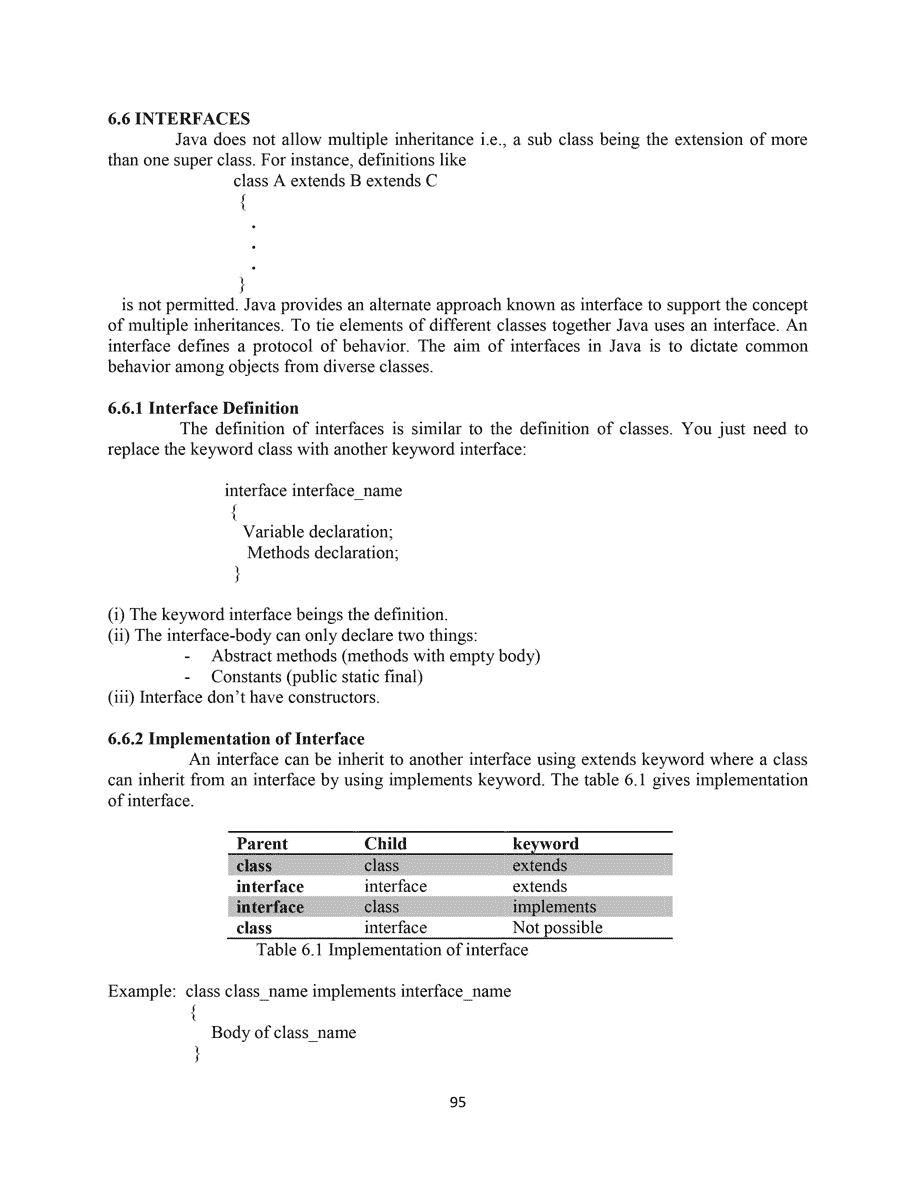 6.6 INTERFACES
Java does not allow multiple inheritance i.e., a sub class being the extension of more
than one super class. For instance, definitions like
class A extends B extends C
{
.
.
.
}
is not permitted. Java provides an alternate approach known as interface to support the concept
of multiple inheritances. To tie elements of different classes together Java uses an interface. An
interface defines a protocol of behavior. The aim of interfaces in Java is to dictate common
behavior among objects from diverse classes.
6.6.1 Interface Definition
The definition of interfaces is similar to the definition of classes. You just need to
replace the keyword class with another keyword interface:
interface interface_name
{
Variable declaration;
Methods declaration;
}
(i) The keyword interface beings the definition.
(ii) The interface-body can only declare two things:
- Abstract methods (methods with empty body)
- Constants (public static final)
(iii) Interface don’t have constructors.
6.6.2 Implementation of Interface
An interface can be inherit to another interface using extends keyword where a class
can inherit from an interface by using implements keyword. The table 6.1 gives implementation
of interface.
Parent Child keyword
class class extends
interface interface extends
interface class implements
class interface Not possible
Table 6.1 Implementation of interface
Example: class class_name implements interface_name
{
Body of class_name
}
95